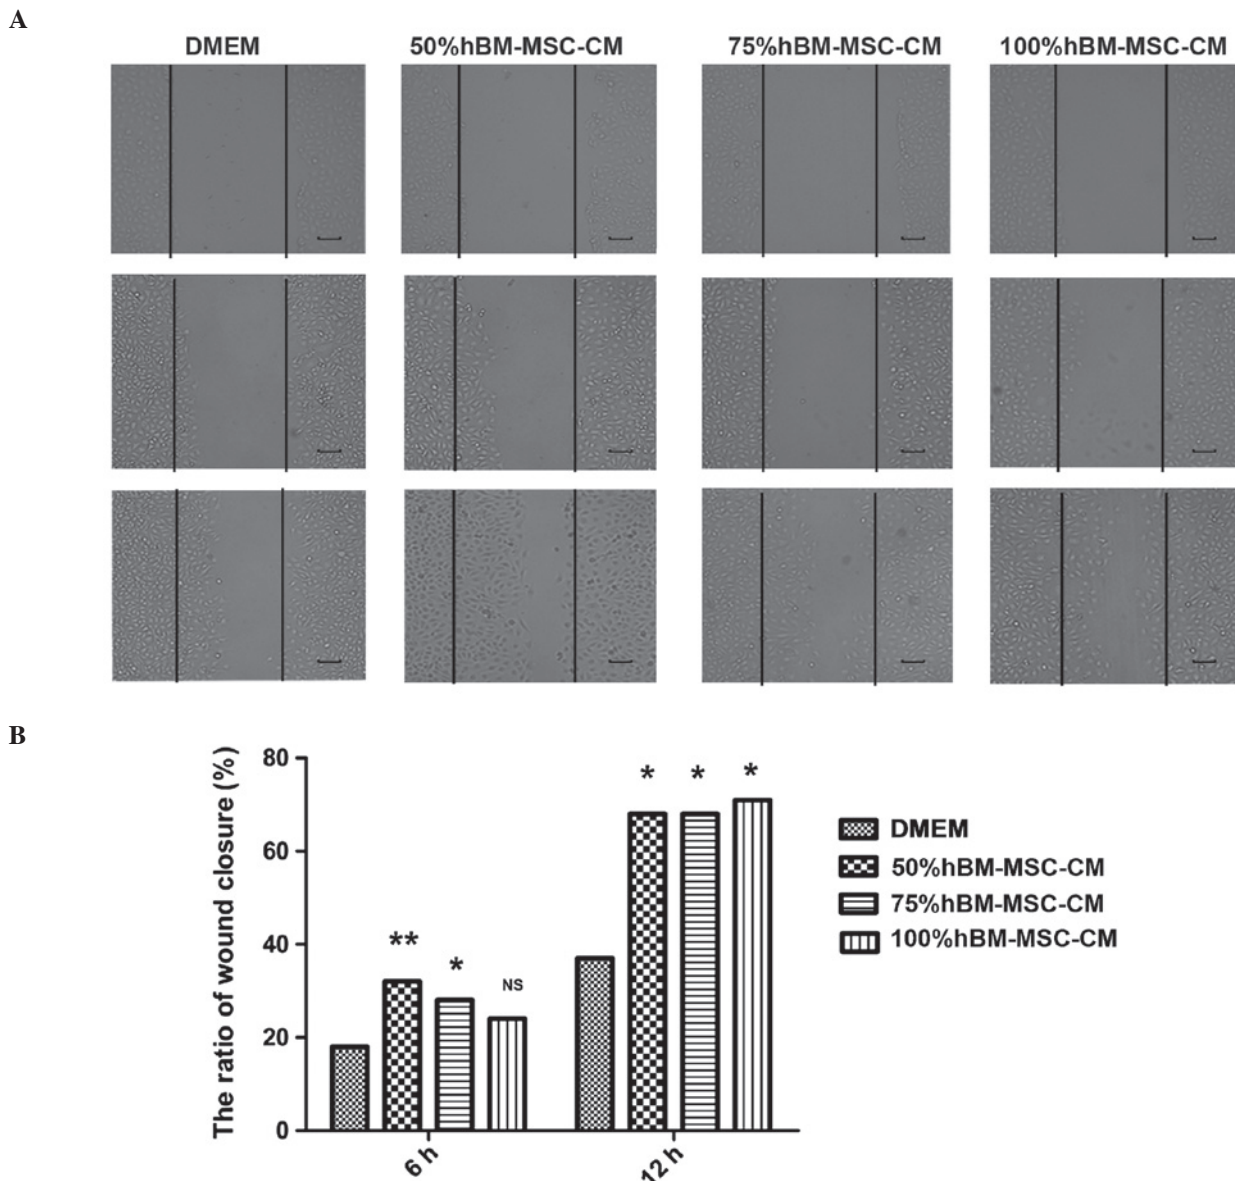 A
DMEM
50%hBM-MSC-CM
75%hBM-MSC-CM
100%hBM-MSC-CM
B
The ratio of wound closure (%)
80
60
40
20
0
**
*
NS
*
*
*
6 h
12 h
DMEM
50%hBM-MSC-CM
75%hBM-MSC-CM
100%hBM-MSC-CM